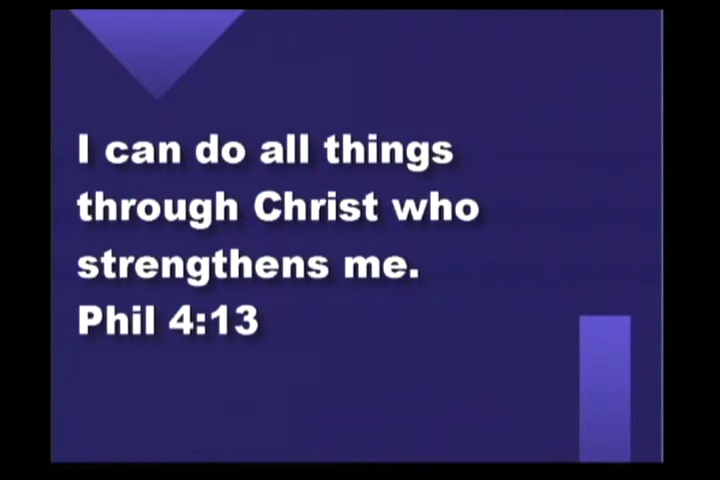 I can do all things
through Christ who
strengthens me.
Phil 4:13